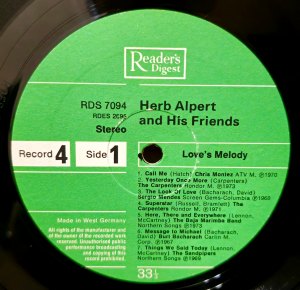 Reader's
Digest
RDS 7094
RDES 2695
Stereo
Herb Alpert
and His Friends
Record 4 Side 1
Love's Melody
1. Call Me (Hatch) Chris Montez ATV M. ℗1970
2. Yesterday Once More (Carpenters)
The Carpenters Rondor M. ℗1973
3. The Look Of Love (Bacharach, David)
Sergio Mendes Screen Gems-Columbia ℗1968
4. Superstar (Russell, Bramlett) The
Carpenters Rondor M. ℗1971
5. Here, There and Everywhere (Lennon,
McCartney) The Baja Marimba Band
Northern Songs ℗1973
6. Message to Michael (Bacharach,
David) Burt Bacharach Carlin M.
Corp ℗1967
7. Things We Said Today (Lennon,
McCartney) The Sandpipers
Northern Songs ℗1969
Made in West Germany
All rights of the manufacturer and
of the owner of the recorded work
reserved. Unauthorised public
performance broadcasting
and copying of this
record prohibited.
33⅓